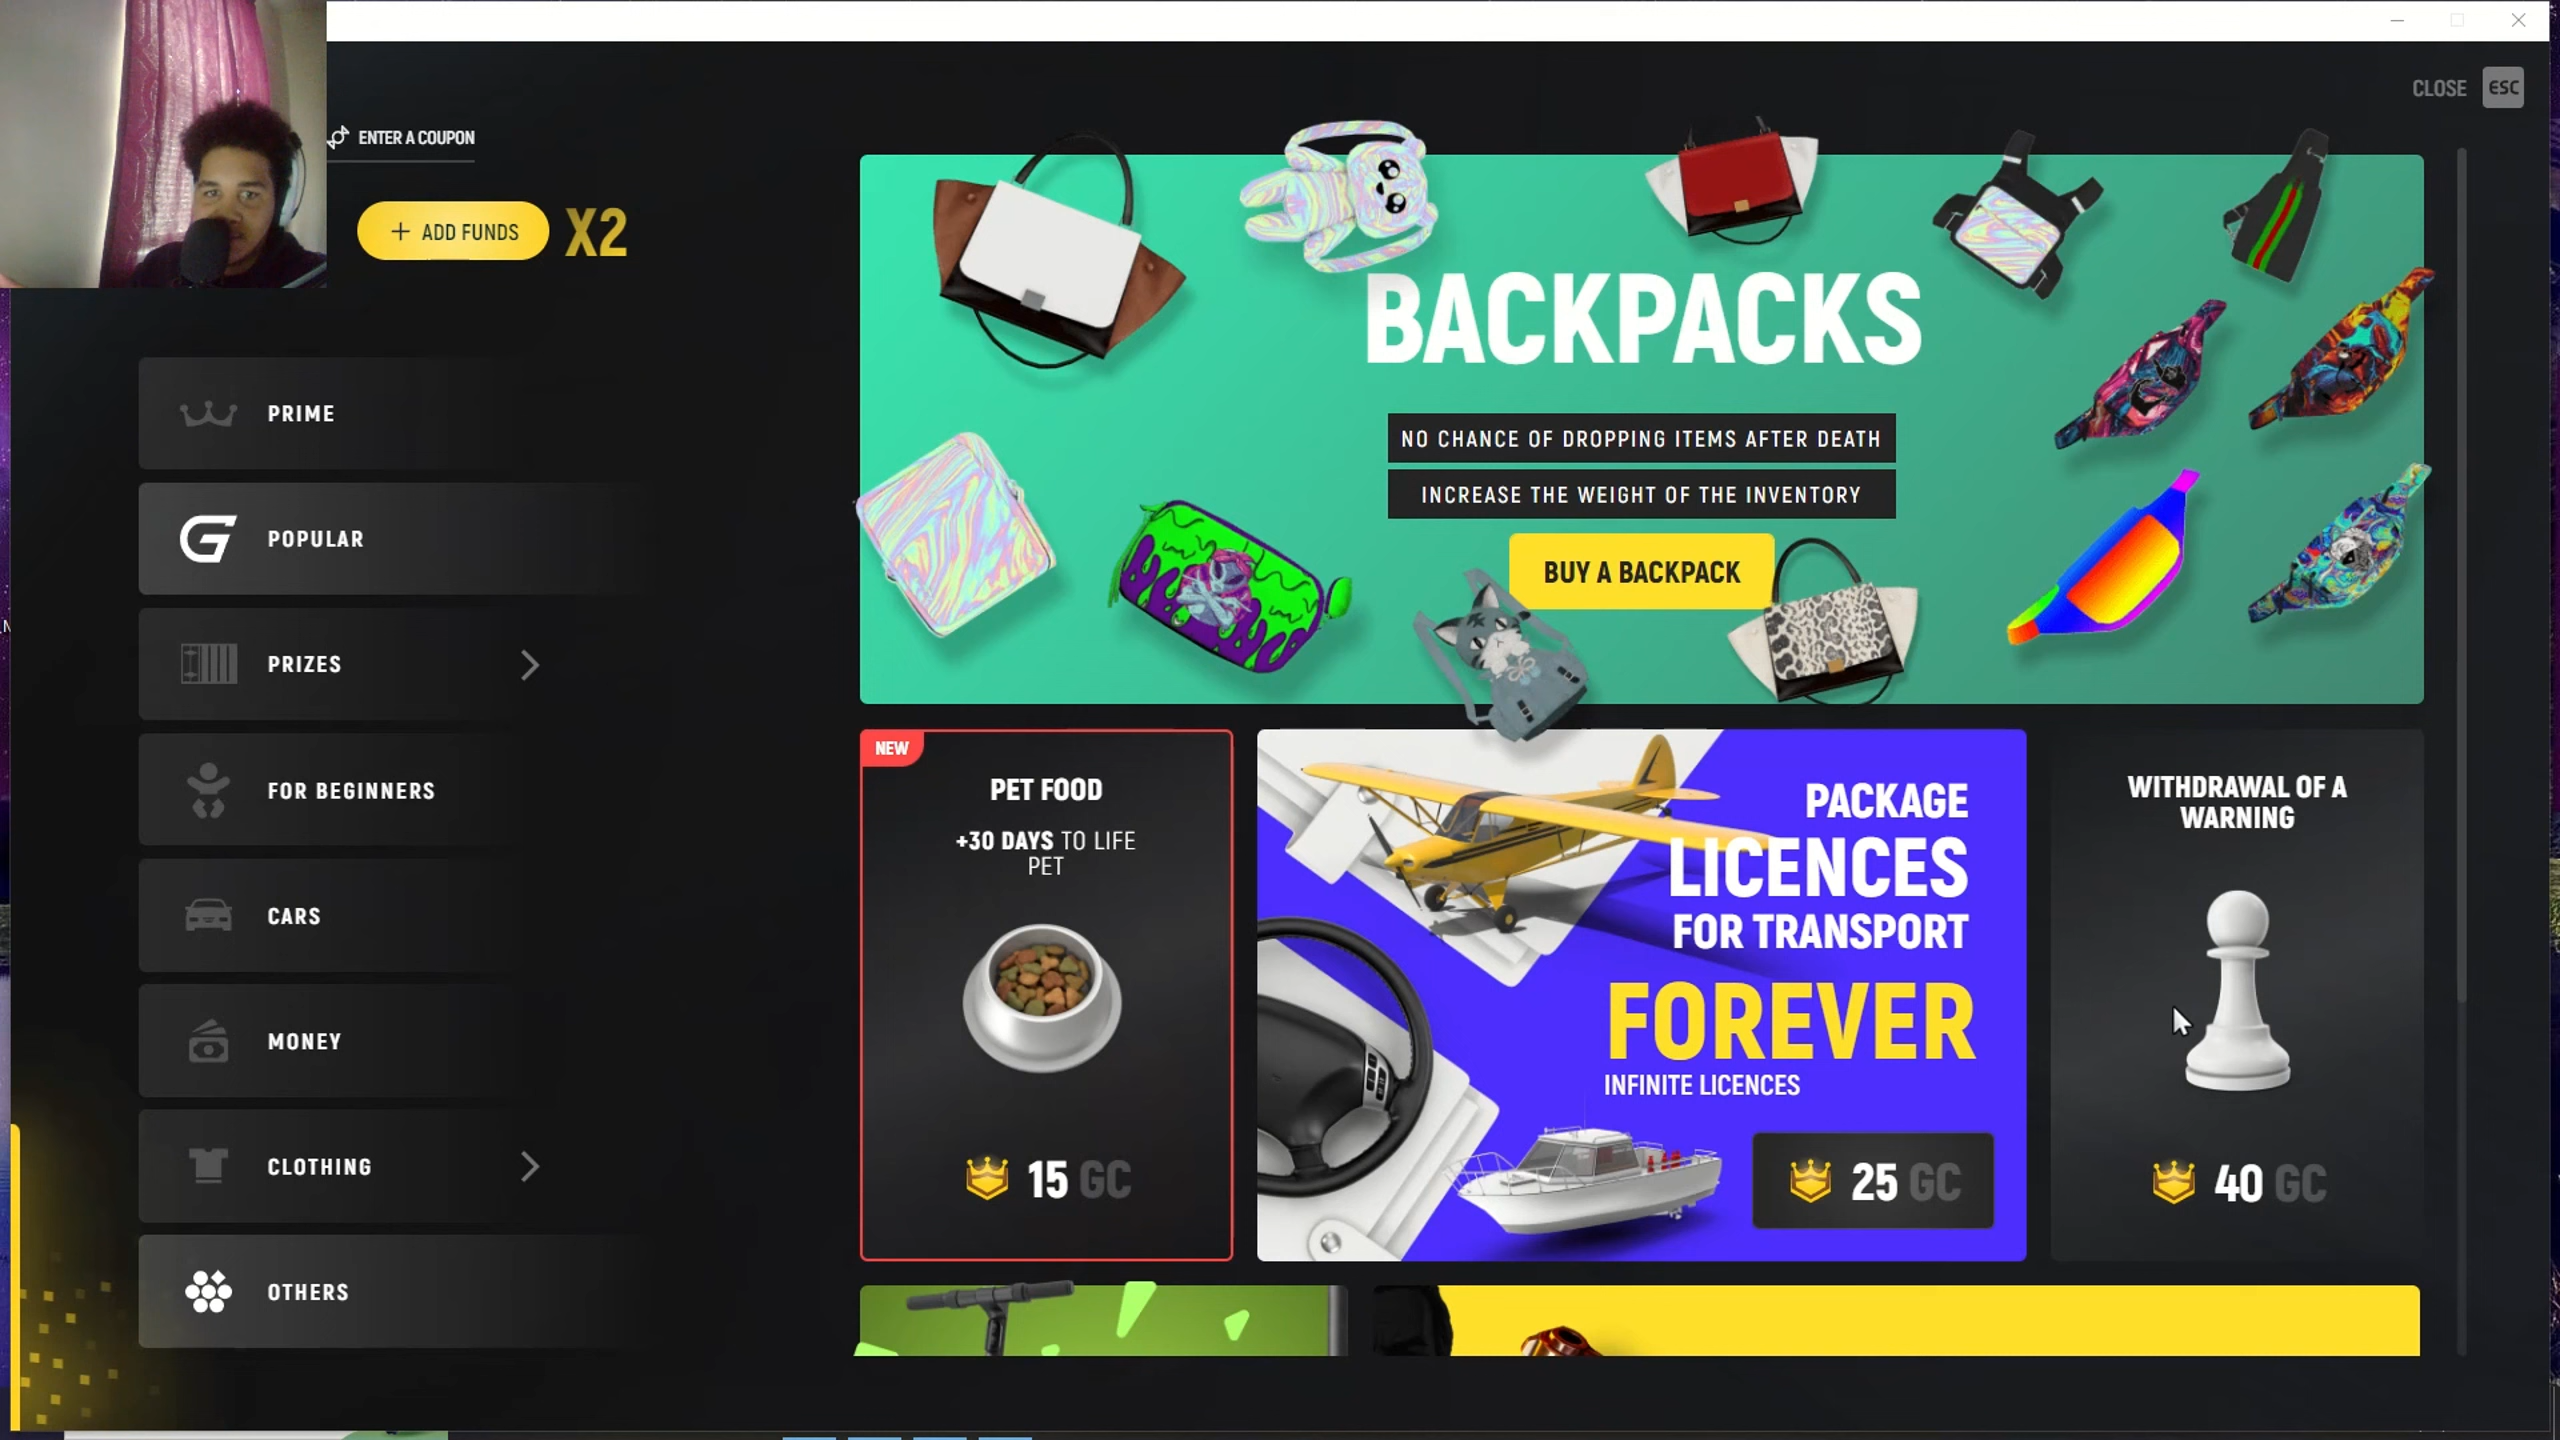 CLOSE ESC
ENTER A COUPON
+ ADD FUNDS X2
PRIME
POPULAR
PRIZES
FOR BEGINNERS
CARS
MONEY
CLOTHING
OTHERS
BACKPACKS
NO CHANCE OF DROPPING ITEMS AFTER DEATH
INCREASE THE WEIGHT OF THE INVENTORY
BUY A BACKPACK
NEW
PET FOOD
+30 DAYS TO LIFE
PET
15 GC
PACKAGE
LICENCES
FOR TRANSPORT
FOREVER
INFINITE LICENCES
25 GC
WITHDRAWAL OF A
WARNING
40 GC